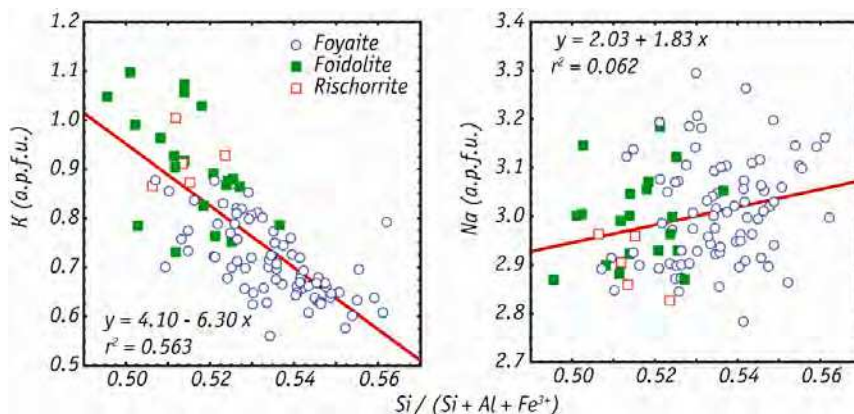 K (a.p.f.u.)
1.2
1.1
1.0
0.9
0.8
0.7
0.6
0.5
Foyaite
Foidolite
Rischorrite
y = 4.10 - 6.30 x
r² = 0.563
0.50
0.52
0.54
0.56
Na (a.p.f.u.)
3.4
3.3
3.2
3.1
3.0
2.9
2.8
2.7
y = 2.03 + 1.83 x
r² = 0.062
0.50
0.52
0.54
0.56
Si / (Si + Al + Fe³⁺)